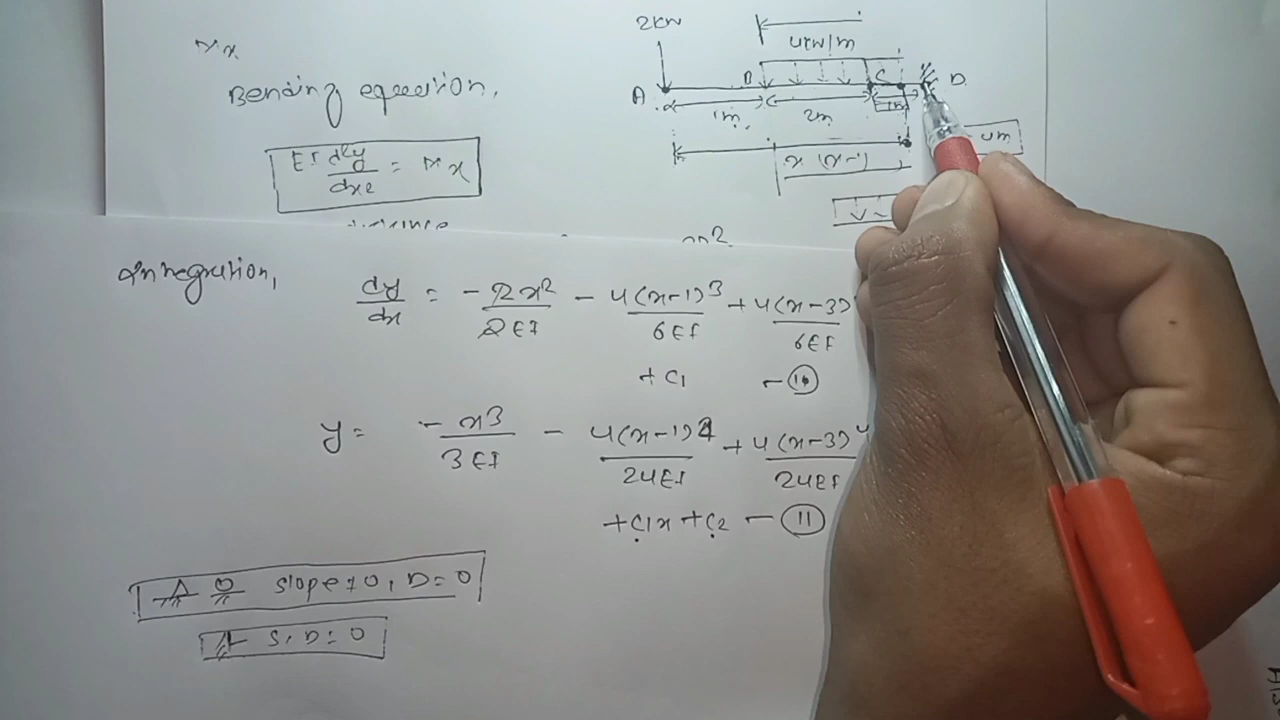 Mx
Bending equation,
EI d2y/dx2 = Mx
2kN
4kN/m
A B C D
1m, 2m 1m
x (x-1)
um
Integration,
dy/dx = -2x2/2EI - 4(x-1)3/6EI + 4(x-3)/6EI
+ C1 - 10
y = -x3/3EI - 4(x-1)4/24EI + 4(x-3)4/24EI
+C1x + C2 - 11
slope ≠ 0, D = 0
S, D = 0